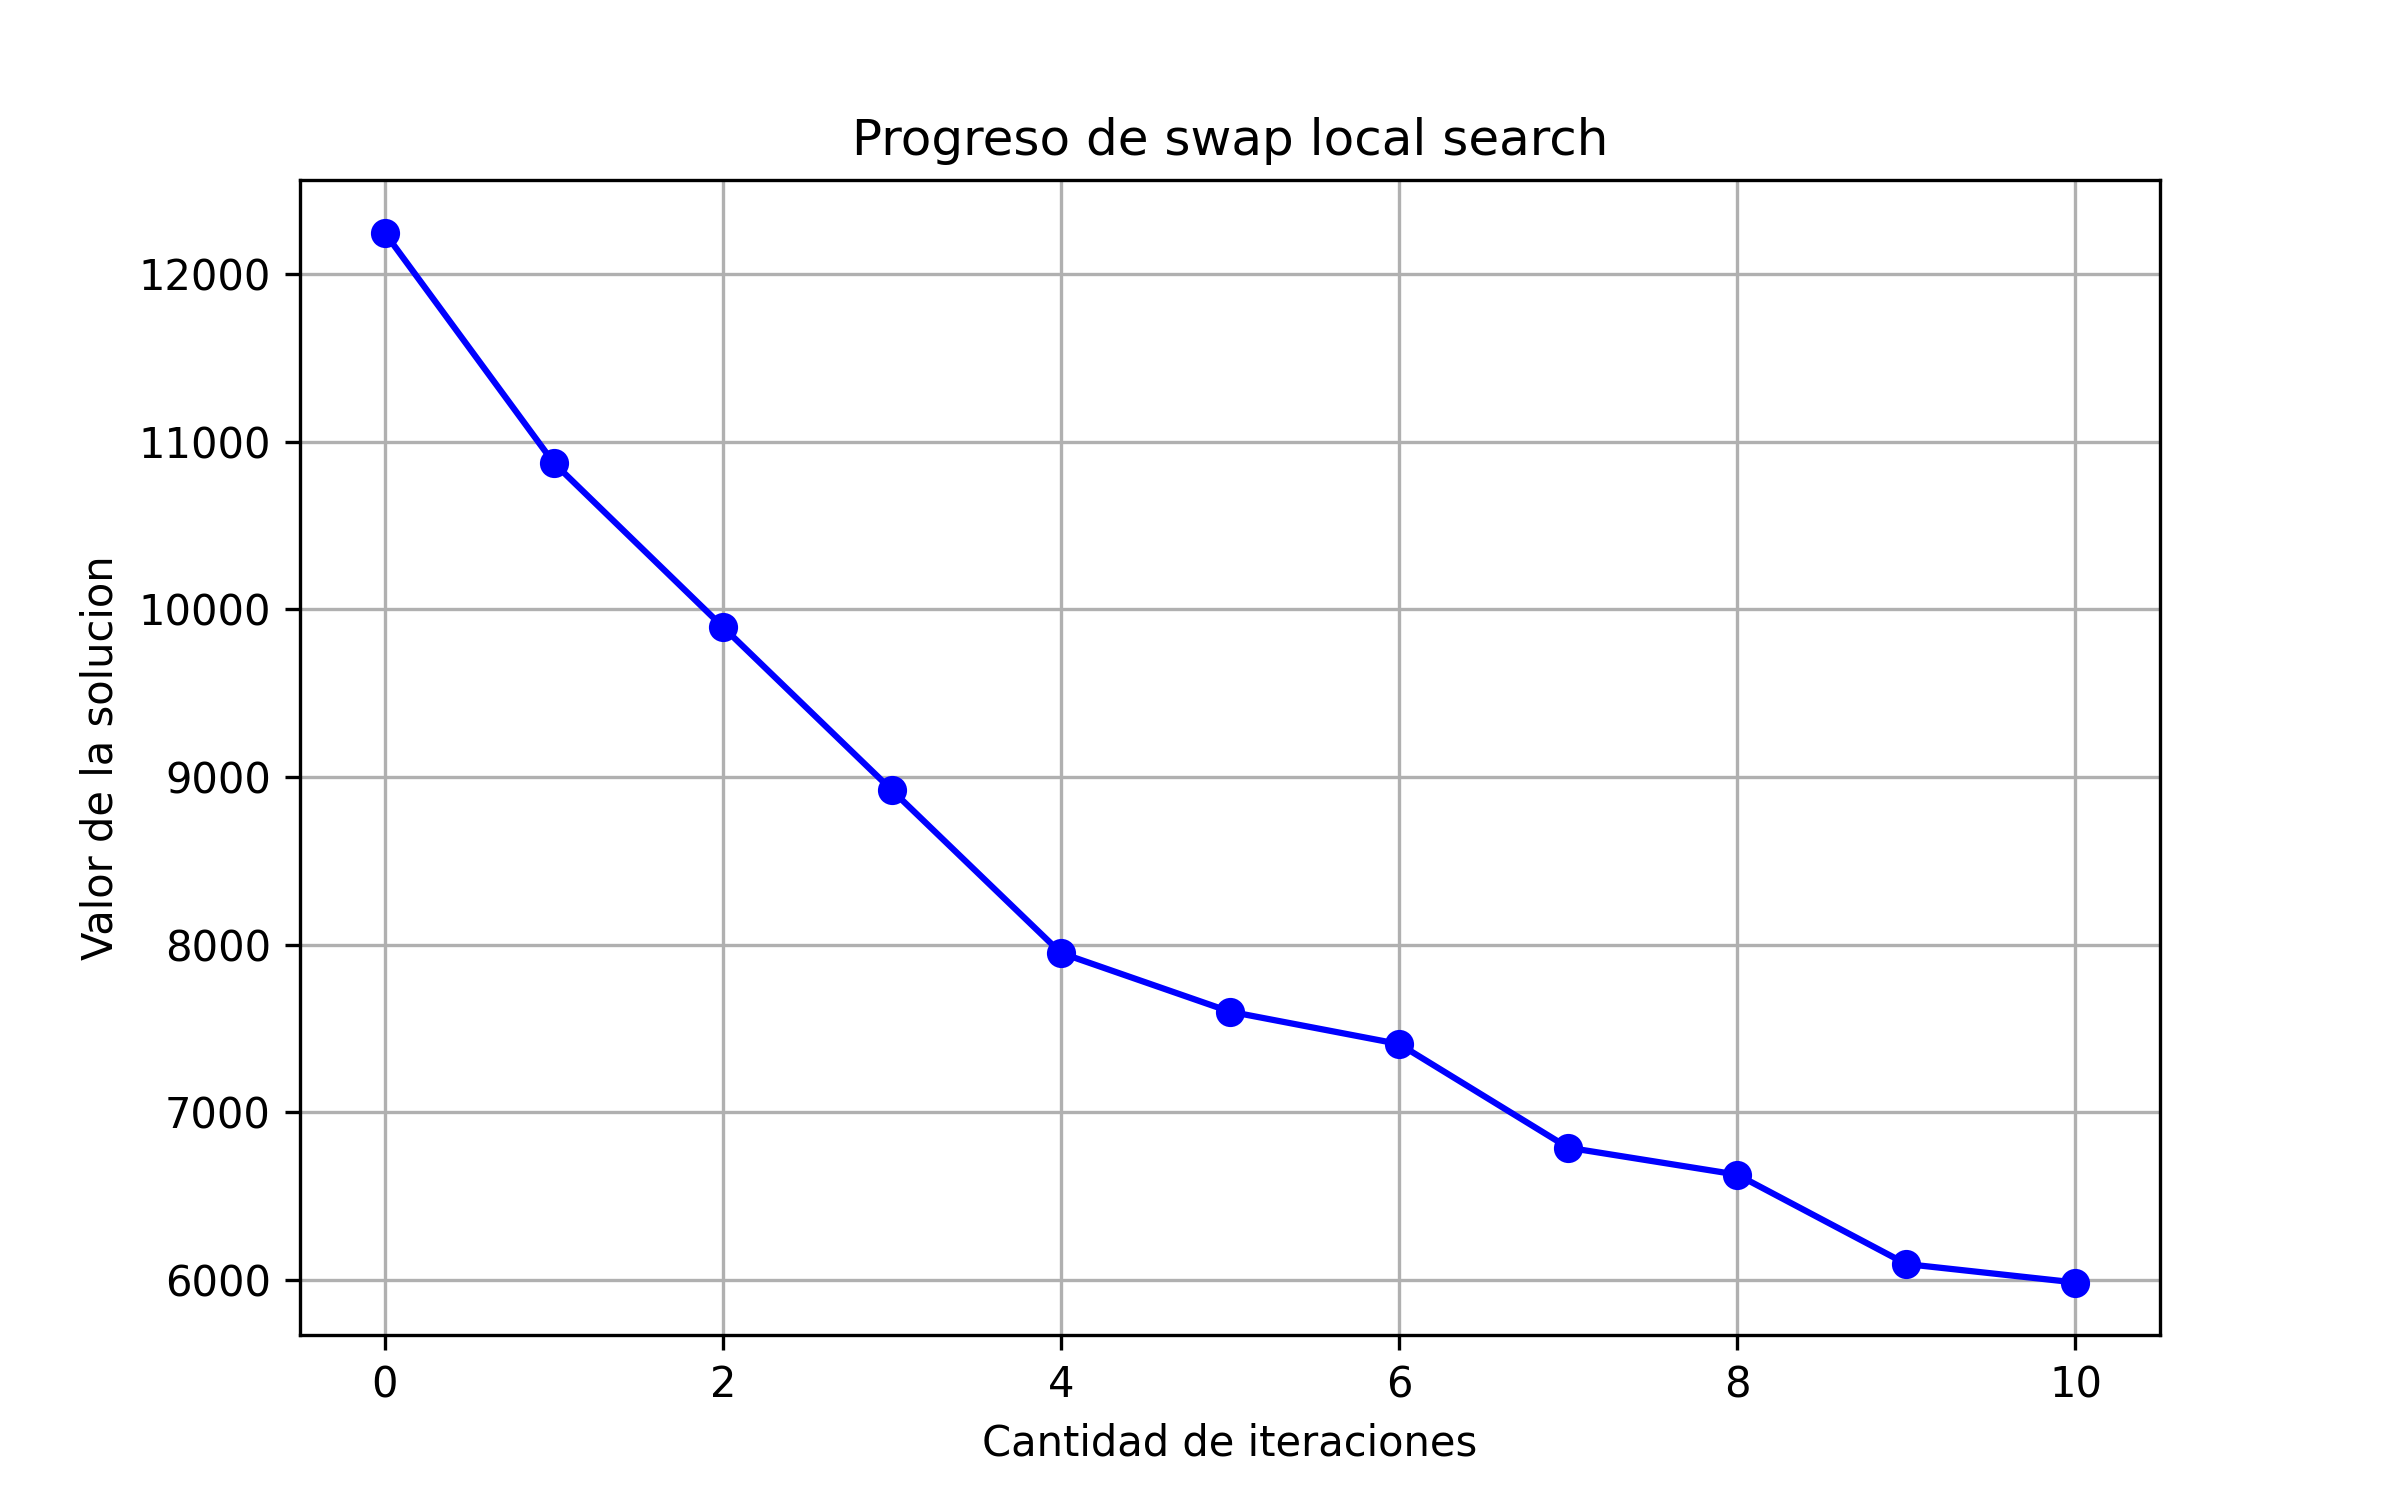 Progreso de swap local search
Valor de la solucion
12000
11000
10000
9000
8000
7000
6000
0 2 4 6 8 10
Cantidad de iteraciones